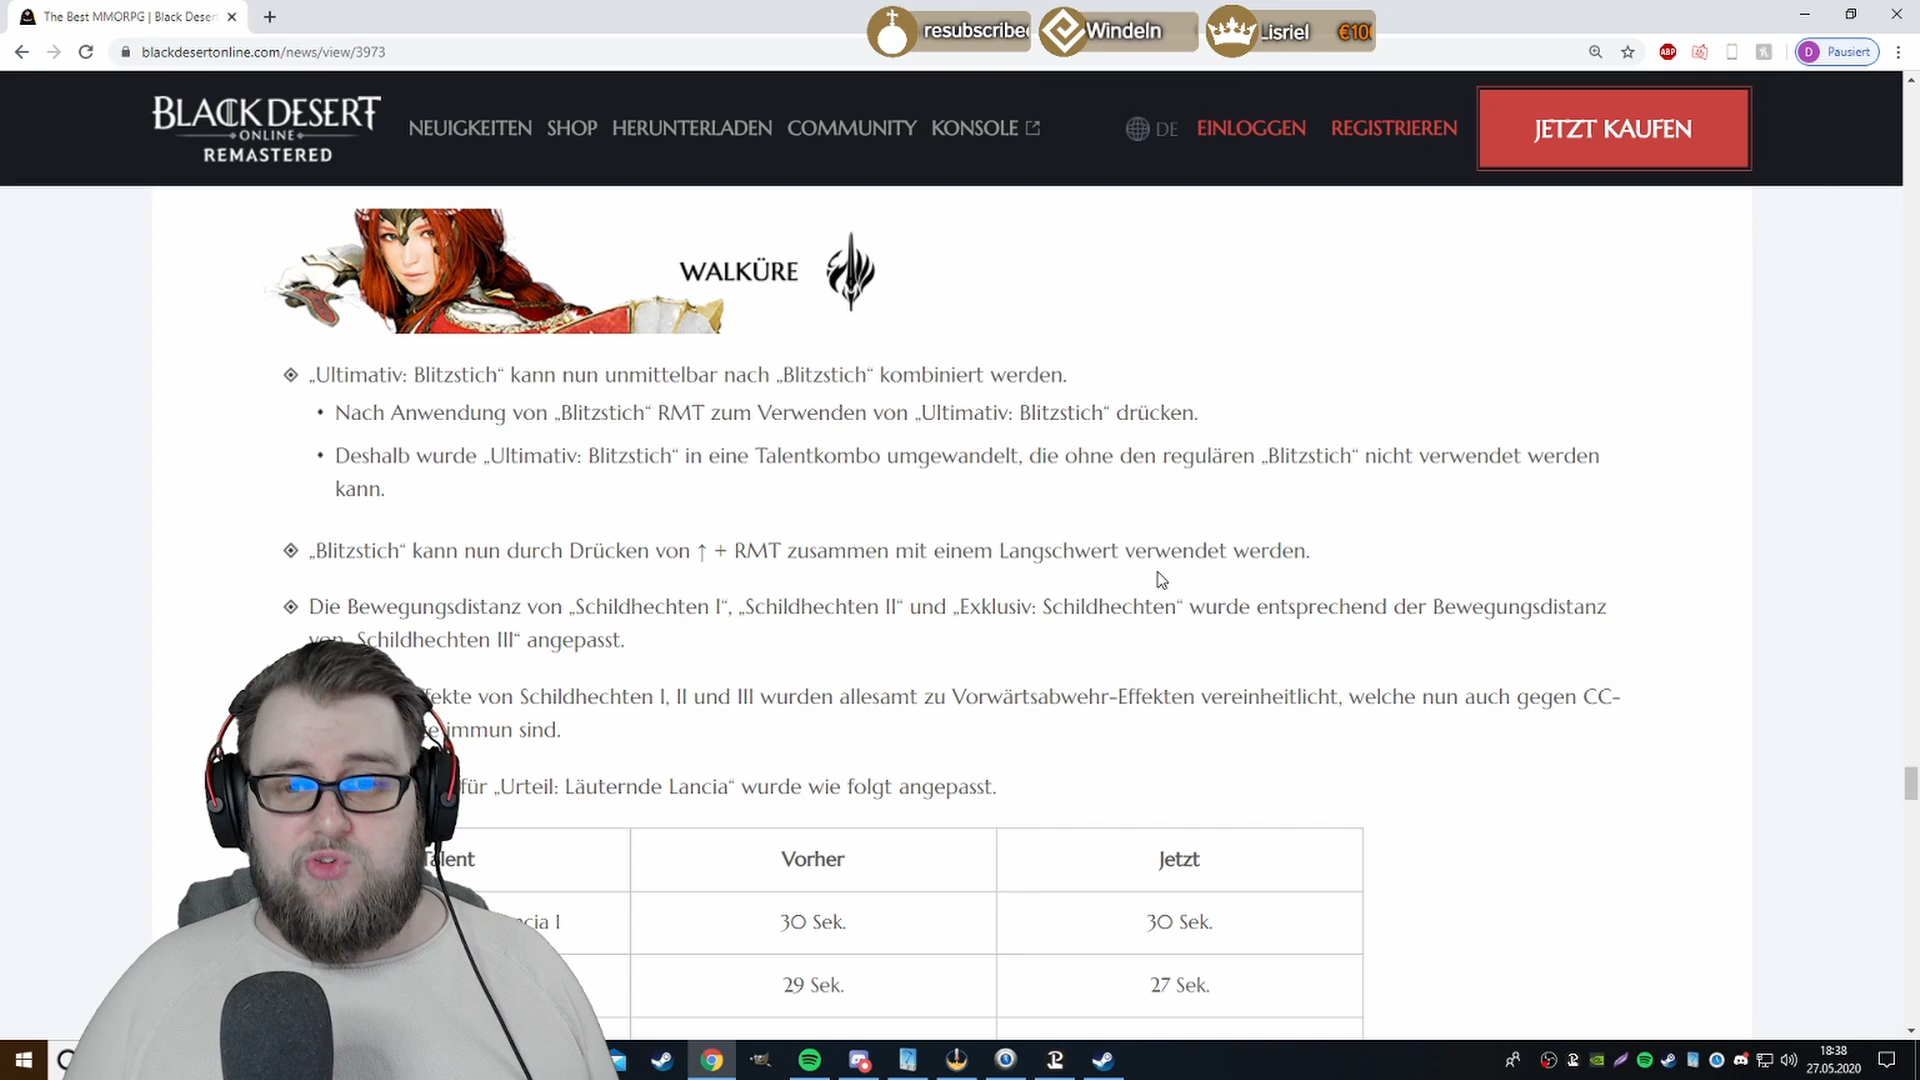 The Best MMORPG | Black Deser
resubscribe
Windeln
Lisriel €10
blackdesertonline.com/news/view/3973
ABP
D Pausiert
BLACK DESERT
ONLINE
REMASTERED
NEUIGKEITEN SHOP HERUNTERLADEN COMMUNITY KONSOLE
DE EINLOGGEN REGISTRIEREN
JETZT KAUFEN
WALKÜRE
„Ultimativ: Blitzstich“ kann nun unmittelbar nach „Blitzstich“ kombiniert werden.
• Nach Anwendung von „Blitzstich“ RMT zum Verwenden von „Ultimativ: Blitzstich“ drücken.
• Deshalb wurde „Ultimativ: Blitzstich“ in eine Talentkombo umgewandelt, die ohne den regulären „Blitzstich“ nicht verwendet werden
kann.
„Blitzstich“ kann nun durch Drücken von ↑ + RMT zusammen mit einem Langschwert verwendet werden.
Die Bewegungsdistanz von „Schildhechten I“, „Schildhechten II“ und „Exklusiv: Schildhechten“ wurde entsprechend der Bewegungsdistanz
von „Schildhechten III“ angepasst.
fekte von Schildhechten I, II und III wurden allesamt zu Vorwärtsabwehr-Effekten vereinheitlicht, welche nun auch gegen CC-
e immun sind.
für „Urteil: Läuternde Lancia“ wurde wie folgt angepasst.
Talent Vorher Jetzt
ncia I 30 Sek. 30 Sek.
29 Sek. 27 Sek.
18:38
27.05.2020